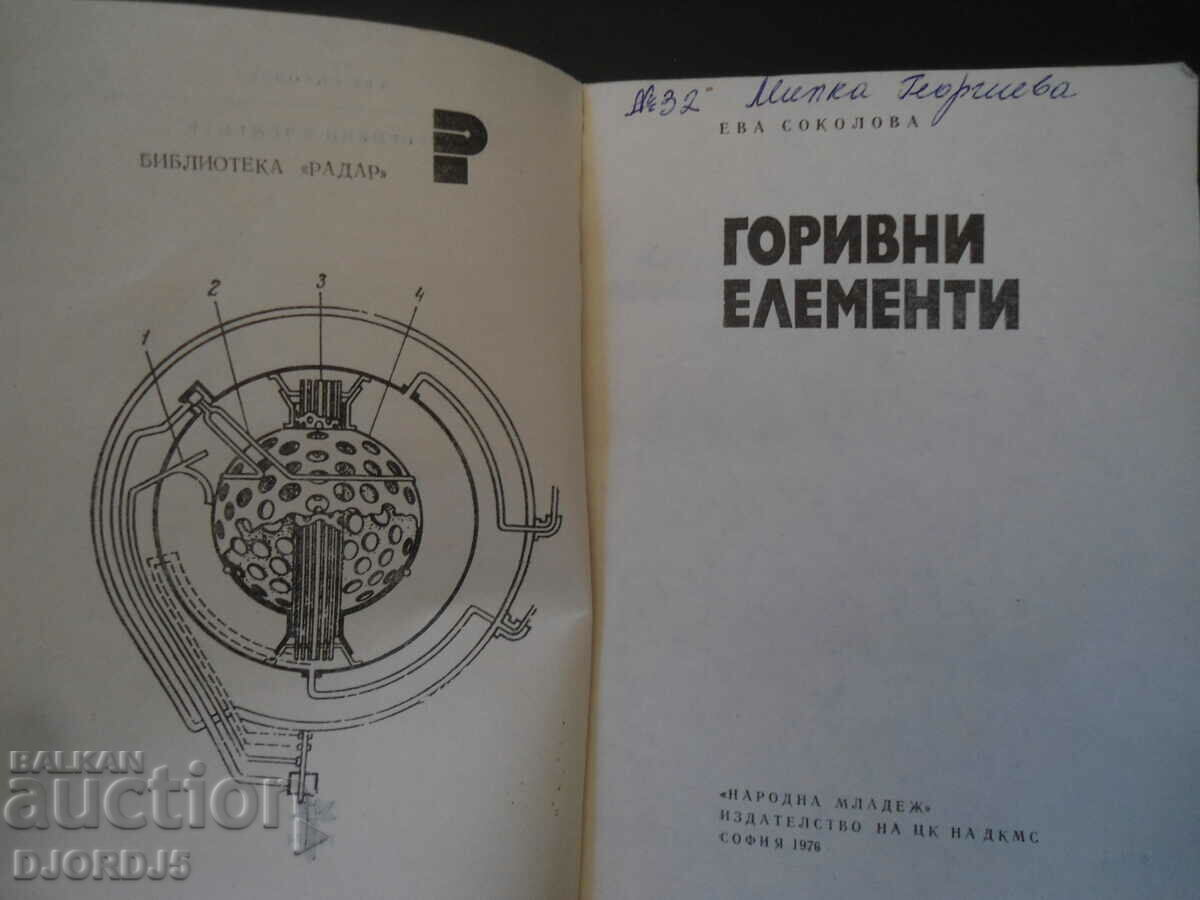 БИБЛИОТЕКА «РАДАР»
1
2
3
4
№32 Милка Георгиева
ЕВА СОКОЛОВА
ГОРИВНИ
ЕЛЕМЕНТИ
«НАРОДНА МЛАДЕЖ»
ИЗДАТЕЛСТВО НА ЦК НА ДКМС
СОФИЯ 1976
BALKAN
auction
DJORDJ5